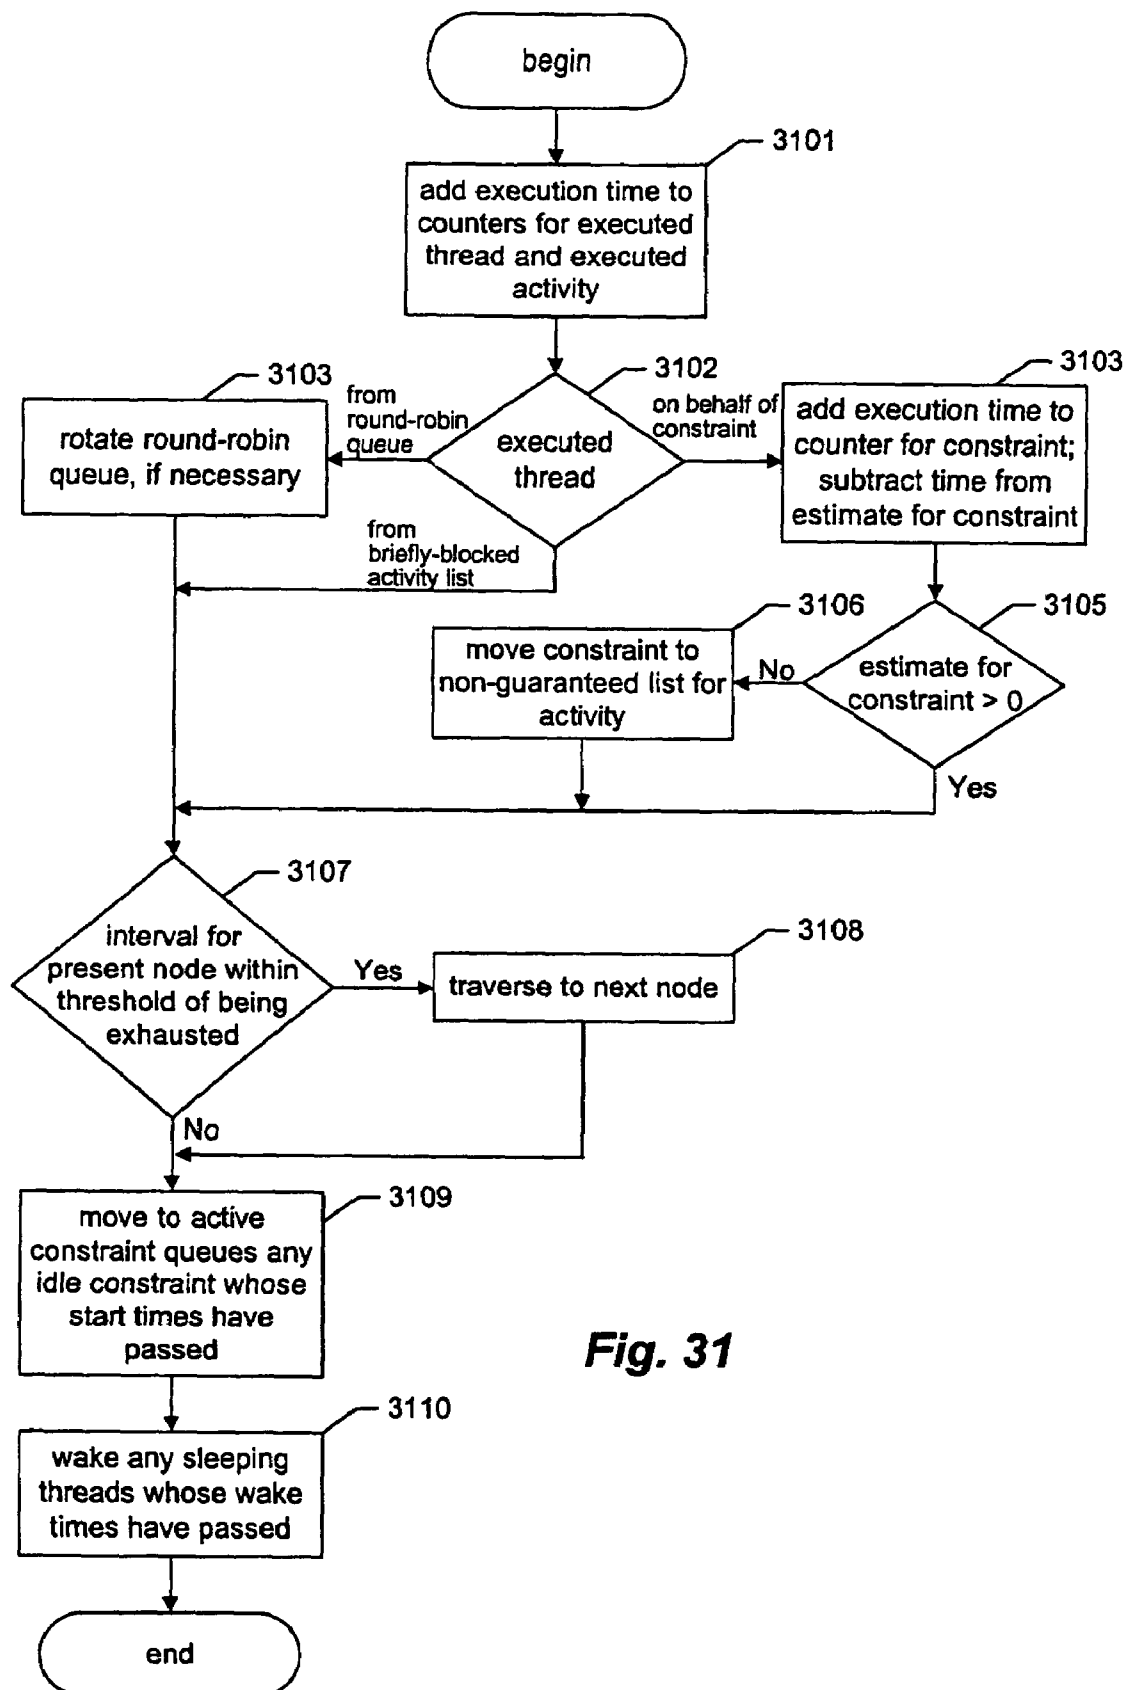 begin
3101
add execution time to
counters for executed
thread and executed
activity
3102
executed
thread
from
round-robin
queue
3103
rotate round-robin
queue, if necessary
on behalf of
constraint
3103
add execution time to
counter for constraint;
subtract time from
estimate for constraint
from
briefly-blocked
activity list
3105
estimate for
constraint > 0
No
3106
move constraint to
non-guaranteed list for
activity
Yes
3107
interval for
present node within
threshold of being
exhausted
Yes
3108
traverse to next node
No
3109
move to active
constraint queues any
idle constraint whose
start times have
passed
Fig. 31
3110
wake any sleeping
threads whose wake
times have passed
end